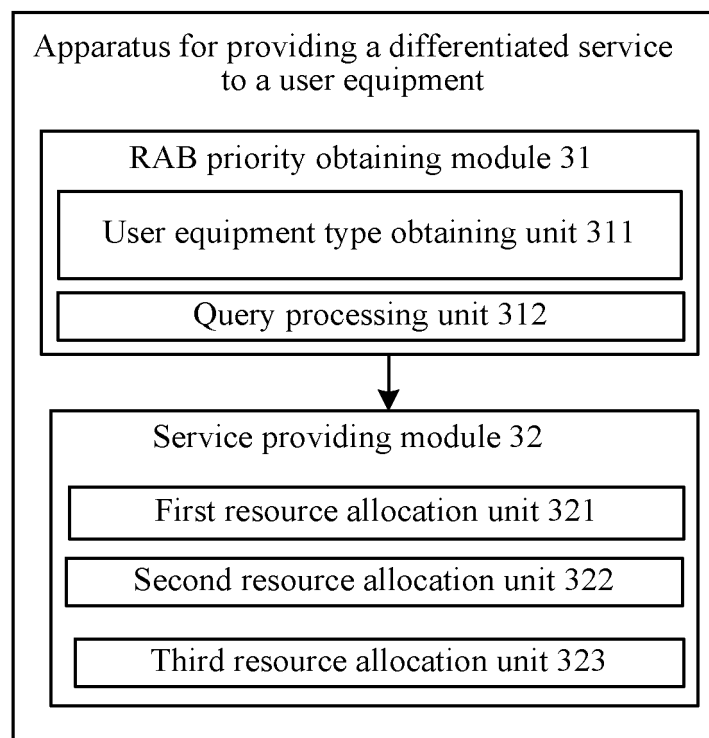 Apparatus for providing a differentiated service
to a user equipment
RAB priority obtaining module 31
User equipment type obtaining unit 311
Query processing unit 312
Service providing module 32
First resource allocation unit 321
Second resource allocation unit 322
Third resource allocation unit 323